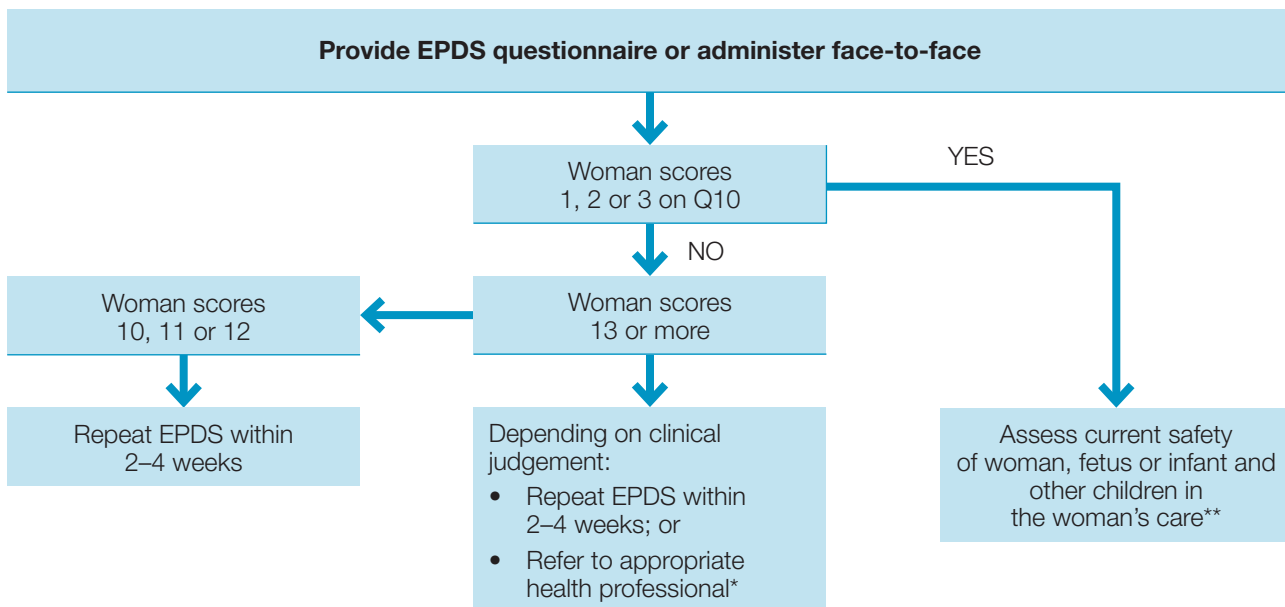 Provide EPDS questionnaire or administer face-to-face
Woman scores
1, 2 or 3 on Q10
YES
NO
Woman scores
10, 11 or 12
Woman scores
13 or more
Repeat EPDS within
2–4 weeks
Depending on clinical
judgement:
• Repeat EPDS within
2–4 weeks; or
• Refer to appropriate
health professional*
Assess current safety
of woman, fetus or infant and
other children in
the woman’s care**